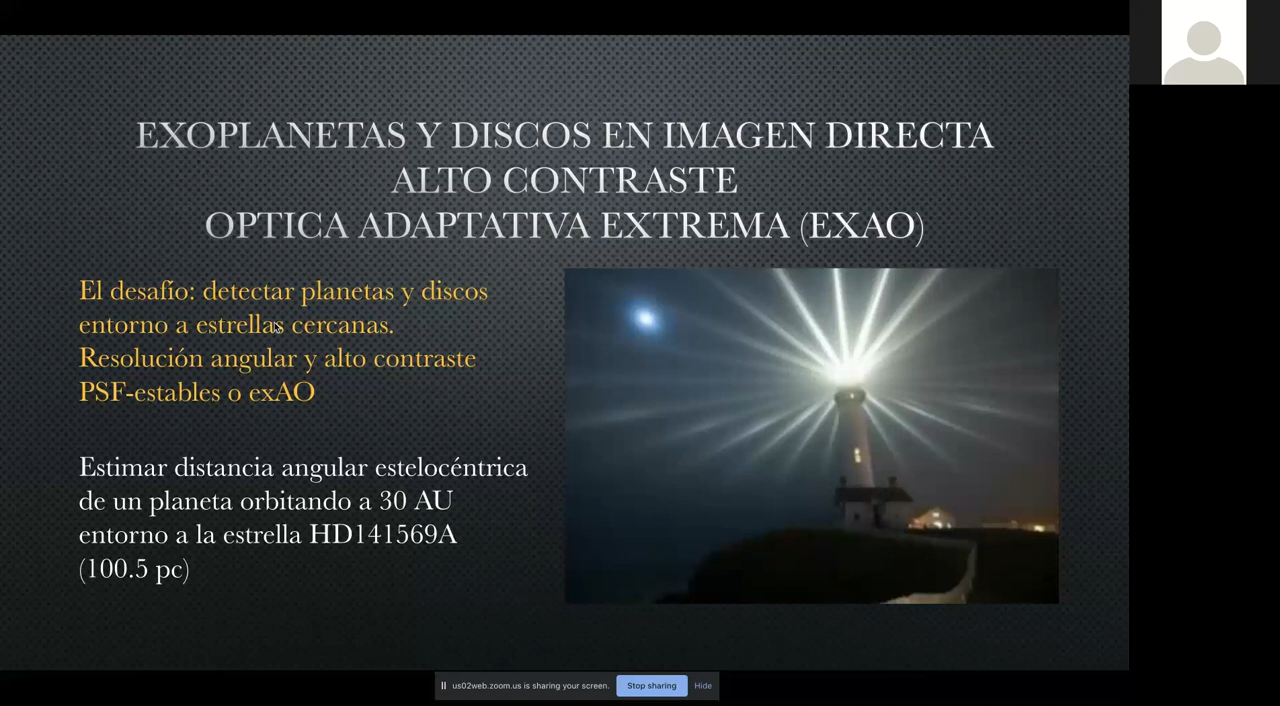 EXOPLANETAS Y DISCOS EN IMAGEN DIRECTA
ALTO CONTRASTE
OPTICA ADAPTATIVA EXTREMA (EXAO)
El desafío: detectar planetas y discos
entorno a estrellas cercanas.
Resolución angular y alto contraste
PSF-estables o exAO
Estimar distancia angular estelocéntrica
de un planeta orbitando a 30 AU
entorno a la estrella HD141569A
(100.5 pc)
us02web.zoom.us is sharing your screen. Stop sharing Hide